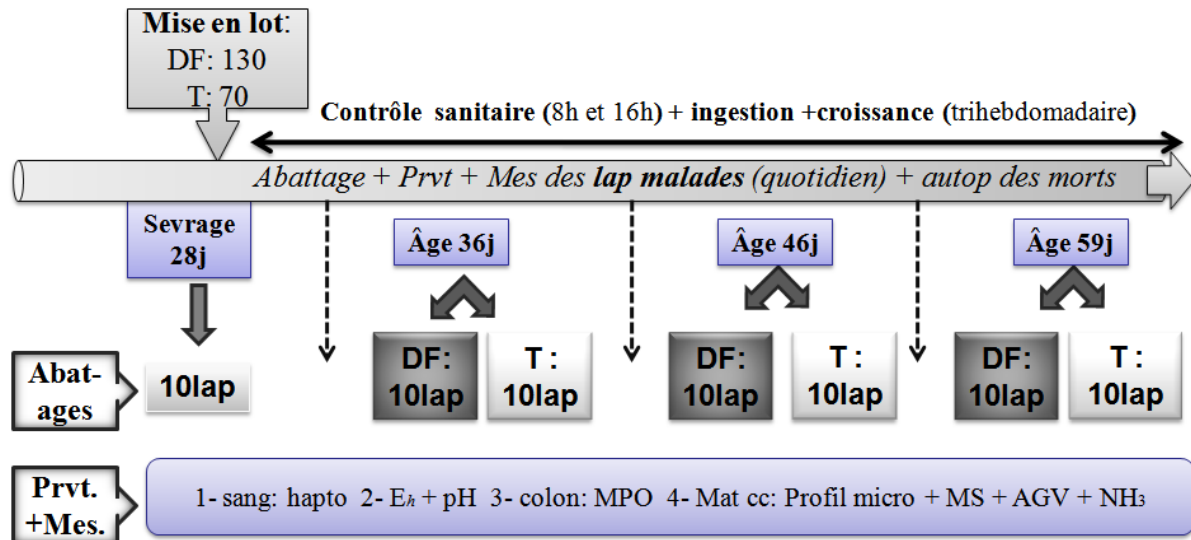 Mise en lot:
DF: 130
T: 70
Contrôle sanitaire (8h et 16h) + ingestion +croissance (trihebdomadaire)
Abattage + Prvt + Mes des lap malades (quotidien) + autop des morts
Sevrage
28j
Âge 36j
Âge 46j
Âge 59j
Abat-
ages
10lap
DF:
10lap
T :
10lap
DF:
10lap
T :
10lap
DF:
10lap
T :
10lap
Prvt.
+Mes.
1- sang: hapto 2- Eh + pH 3- colon: MPO 4- Mat cc: Profil micro + MS + AGV + NH3